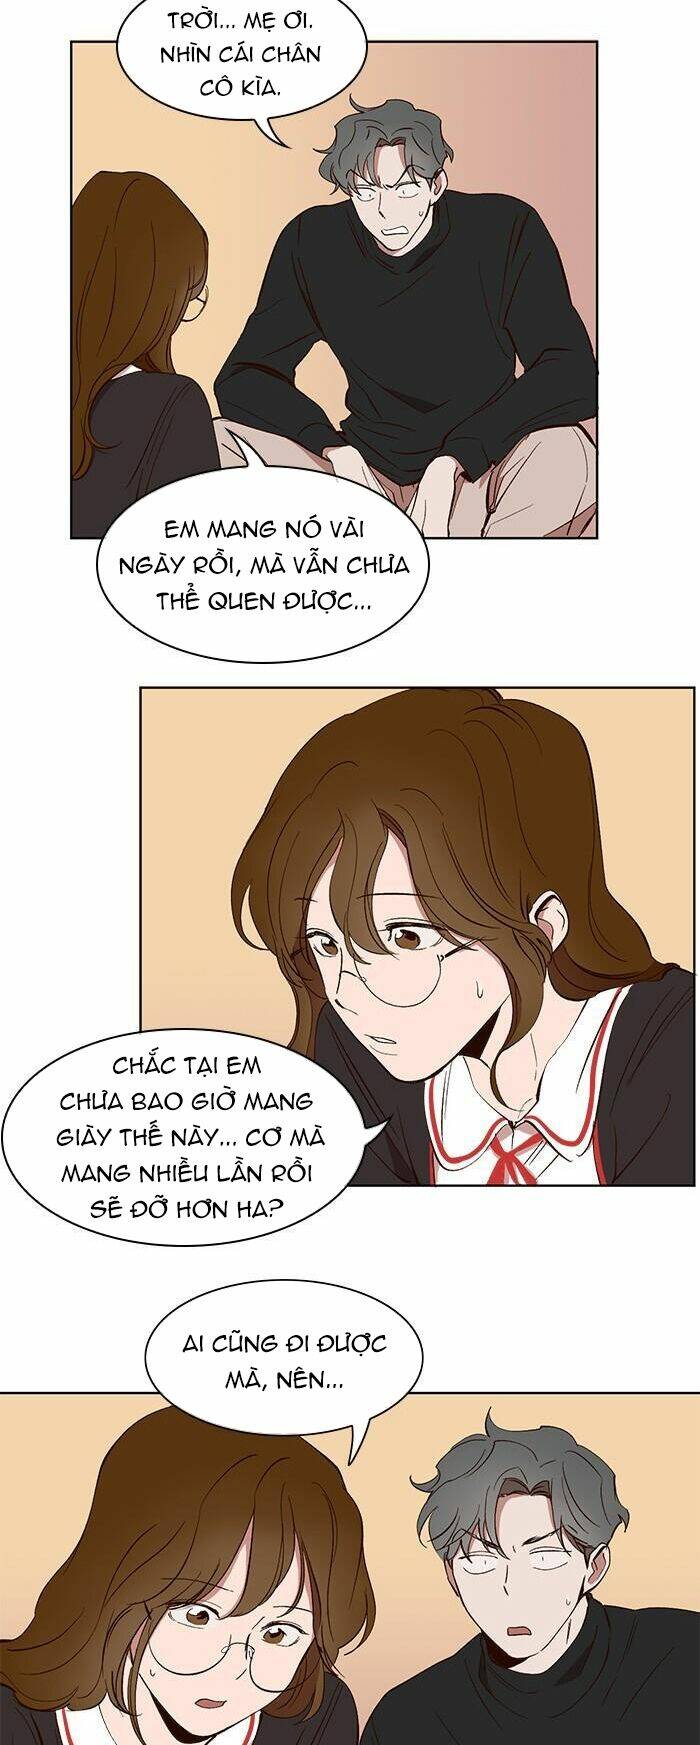 TRỜI... MẸ ƠI.
NHÌN CÁI CHÂN
CÔ KÌA.
EM MANG NÓ VÀI
NGÀY RỒI, MÀ VẪN CHƯA
THỂ QUEN ĐƯỢC...
CHẮC TẠI EM
CHƯA BAO GIỜ MANG
GIÀY THẾ NÀY... CƠ MÀ
MANG NHIỀU LẦN RỒI
SẼ ĐỠ HƠN HA?
AI CŨNG ĐI ĐƯỢC
MÀ, NÊN...